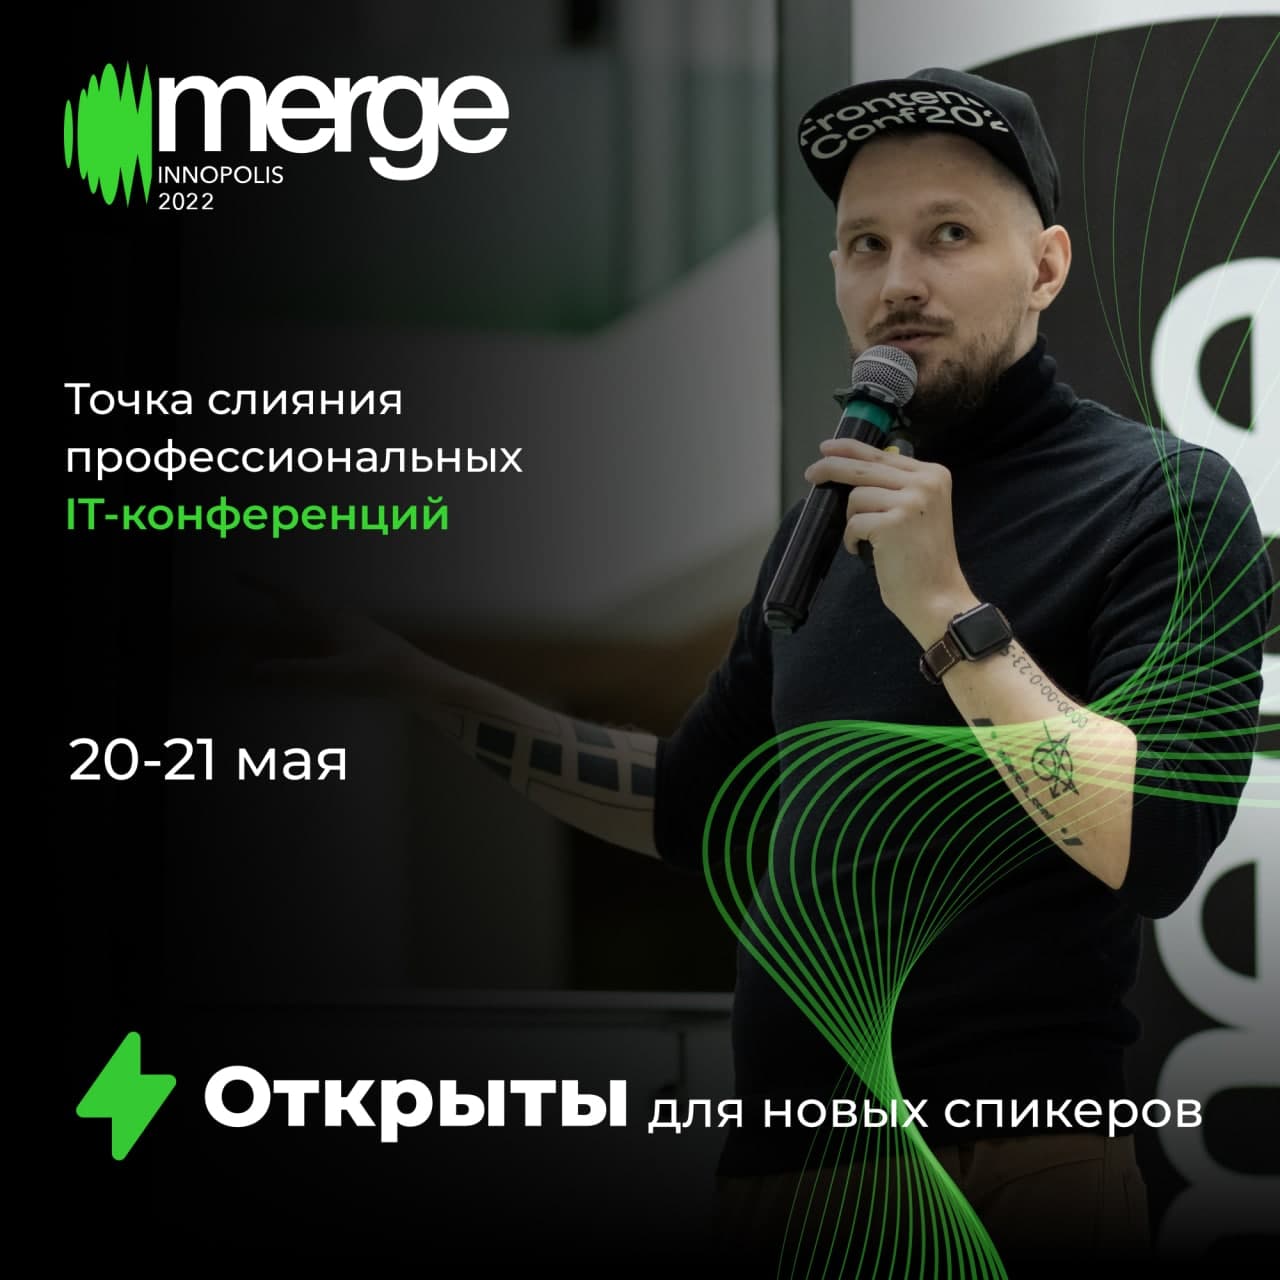 merge
INNOPOLIS
2022
Точка слияния
профессиональных
IT-конференций
20-21 мая
Открыты для новых спикеров